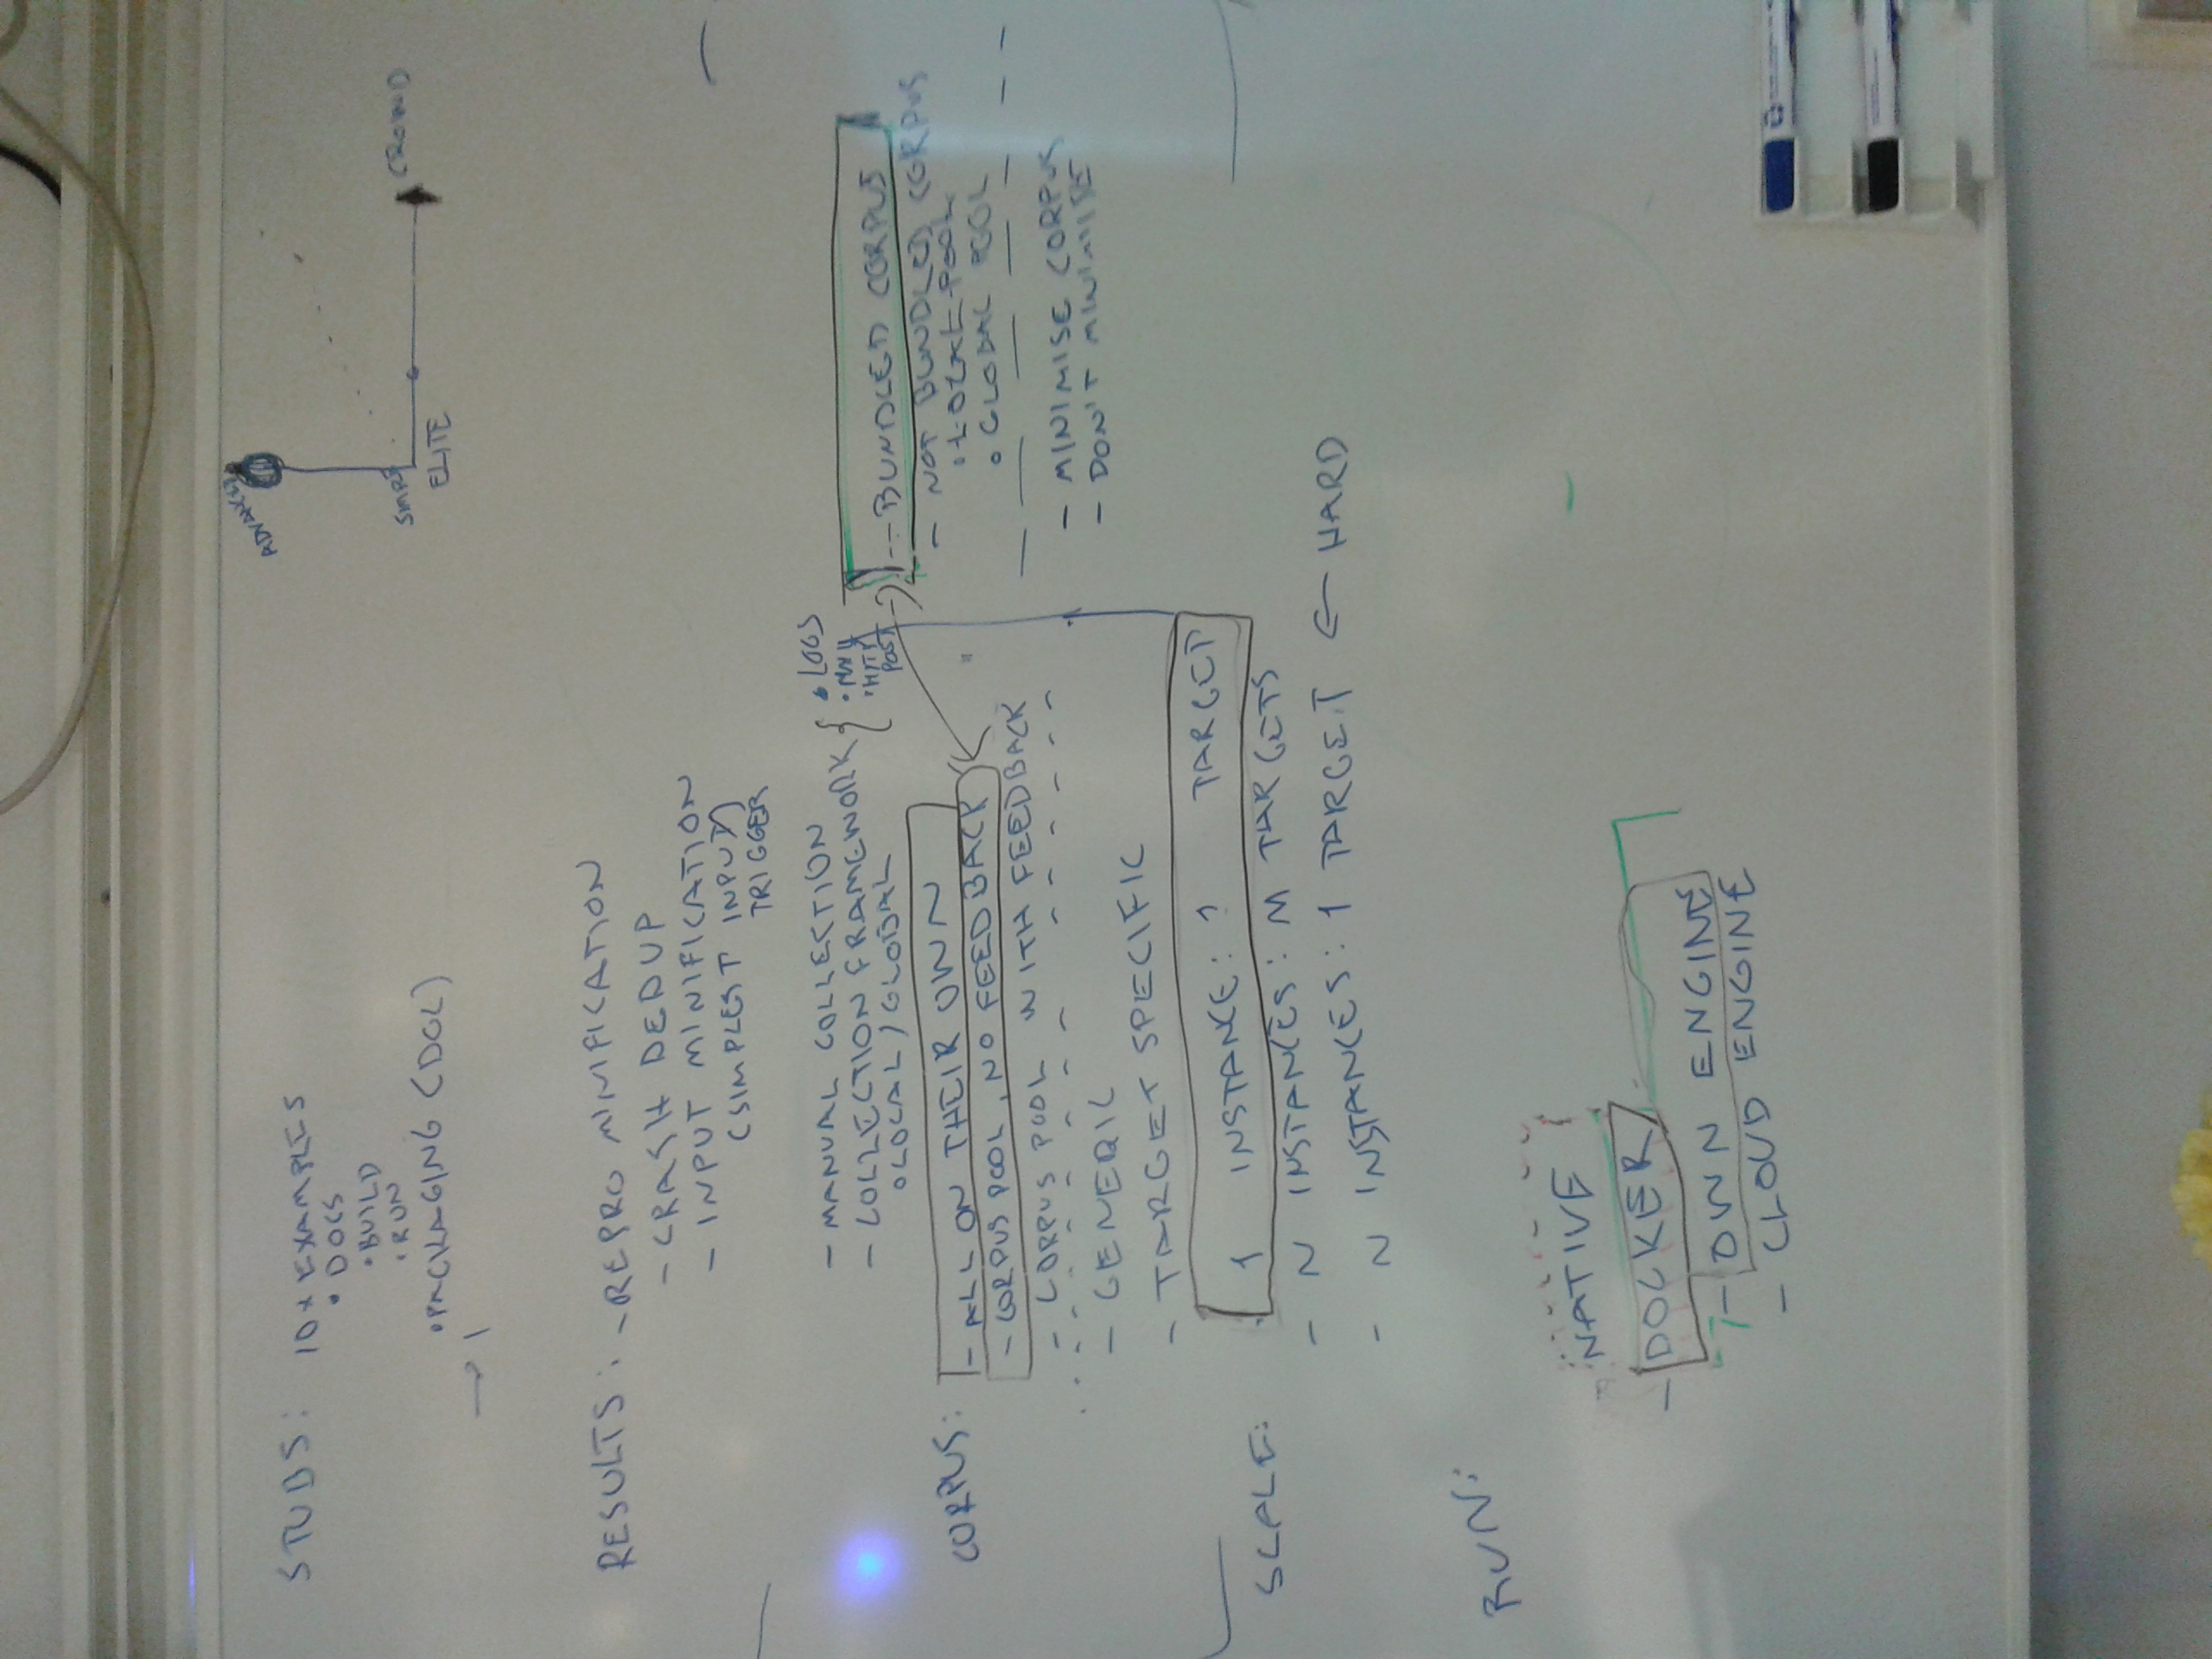 STUBS: 10 x EXAMPLES
• DOCS
• BUILD
• RUN
• PACKAGING (DOC)
→ 1
ADVANCED
SIMPLE
ELITE
CROWD
RESULTS: - REPRO MINIFICATION
- CRASH DEDUP
- INPUT MINIFICATION
(SIMPLEST INPUT)
TRIGGER
- MANUAL COLLECTION
- COLLECTION FRAMEWORK {
o LOCAL / GLOBAL
• LOGS
• HTTP
POST
CORPUS: - ALL ON THEIR OWN
- CORPUS POOL, NO FEEDBACK
- CORPUS POOL WITH FEEDBACK
- GENERIC
- TARGET SPECIFIC
-- BUNDLED CORPUS
- NOT BUNDLED CORPUS
• LOCAL POOL
o GLOBAL POOL
- MINIMISE CORPUS
- DON'T MINIMISE
SCALE: 1 INSTANCE: 1 TARGET
- N INSTANCES: M TARGETS
- N INSTANCES: 1 TARGET ← HARD
RUN:
- NATIVE
- DOCKER
- OWN ENGINE
- CLOUD ENGINE